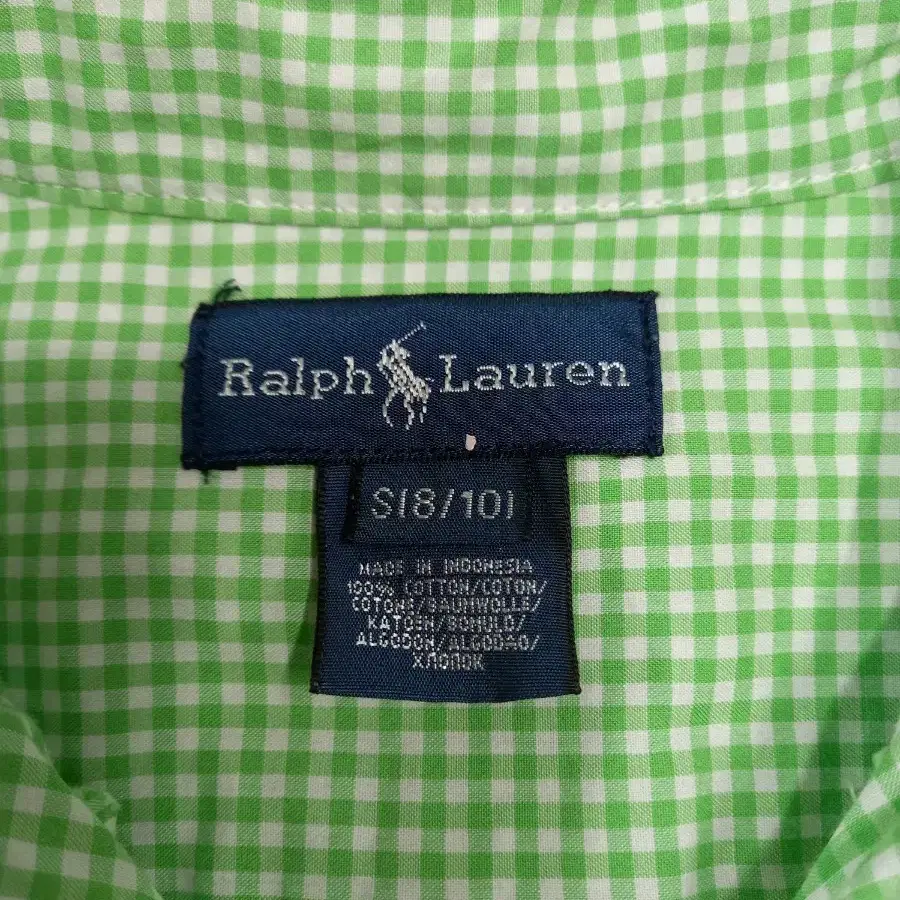 Ralph Lauren
S(8/10)
MADE IN INDONESIA
100% COTTON/COTON/
COTONE/BAUMWOLLE/
KATOEN/BOMULD/
ALGODON/ALGODAO/
ХЛОПОК